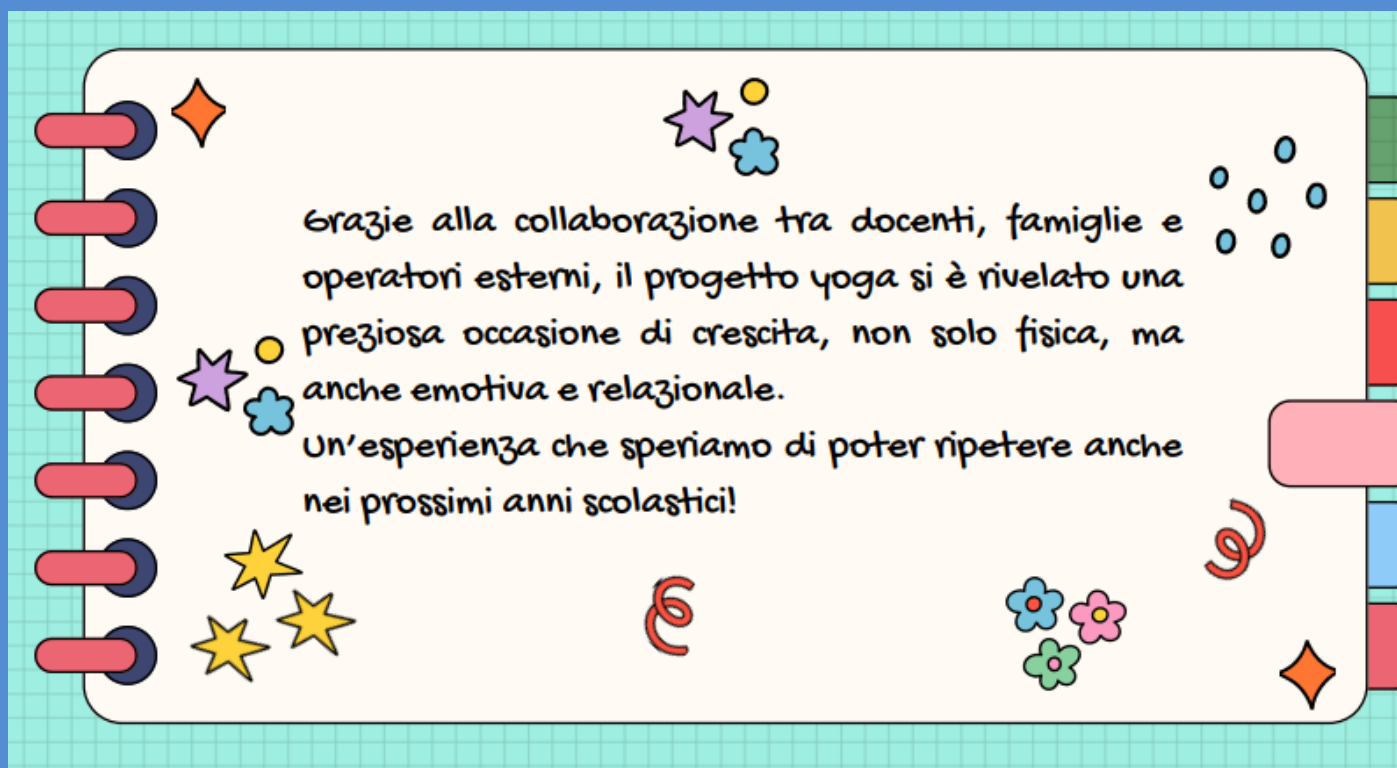 Grazie alla collaborazione tra docenti, famiglie e
operatori esterni, il progetto yoga si è rivelato una
preziosa occasione di crescita, non solo fisica, ma
anche emotiva e relazionale.
Un'esperienza che speriamo di poter ripetere anche
nei prossimi anni scolastici!